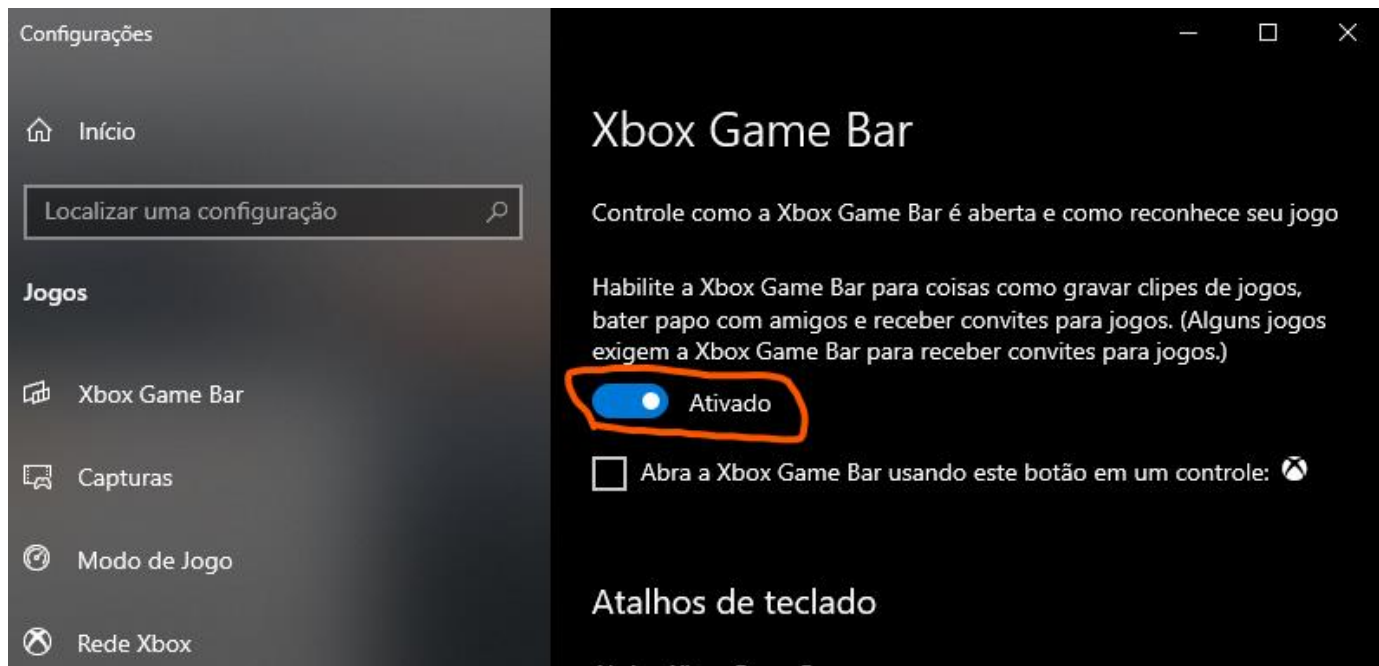 Configurações
Início
Localizar uma configuração
Jogos
Xbox Game Bar
Capturas
Modo de Jogo
Rede Xbox
Xbox Game Bar
Controle como a Xbox Game Bar é aberta e como reconhece seu jogo
Habilite a Xbox Game Bar para coisas como gravar clipes de jogos,
bater papo com amigos e receber convites para jogos. (Alguns jogos
exigem a Xbox Game Bar para receber convites para jogos.)
Ativado
Abra a Xbox Game Bar usando este botão em um controle:
Atalhos de teclado